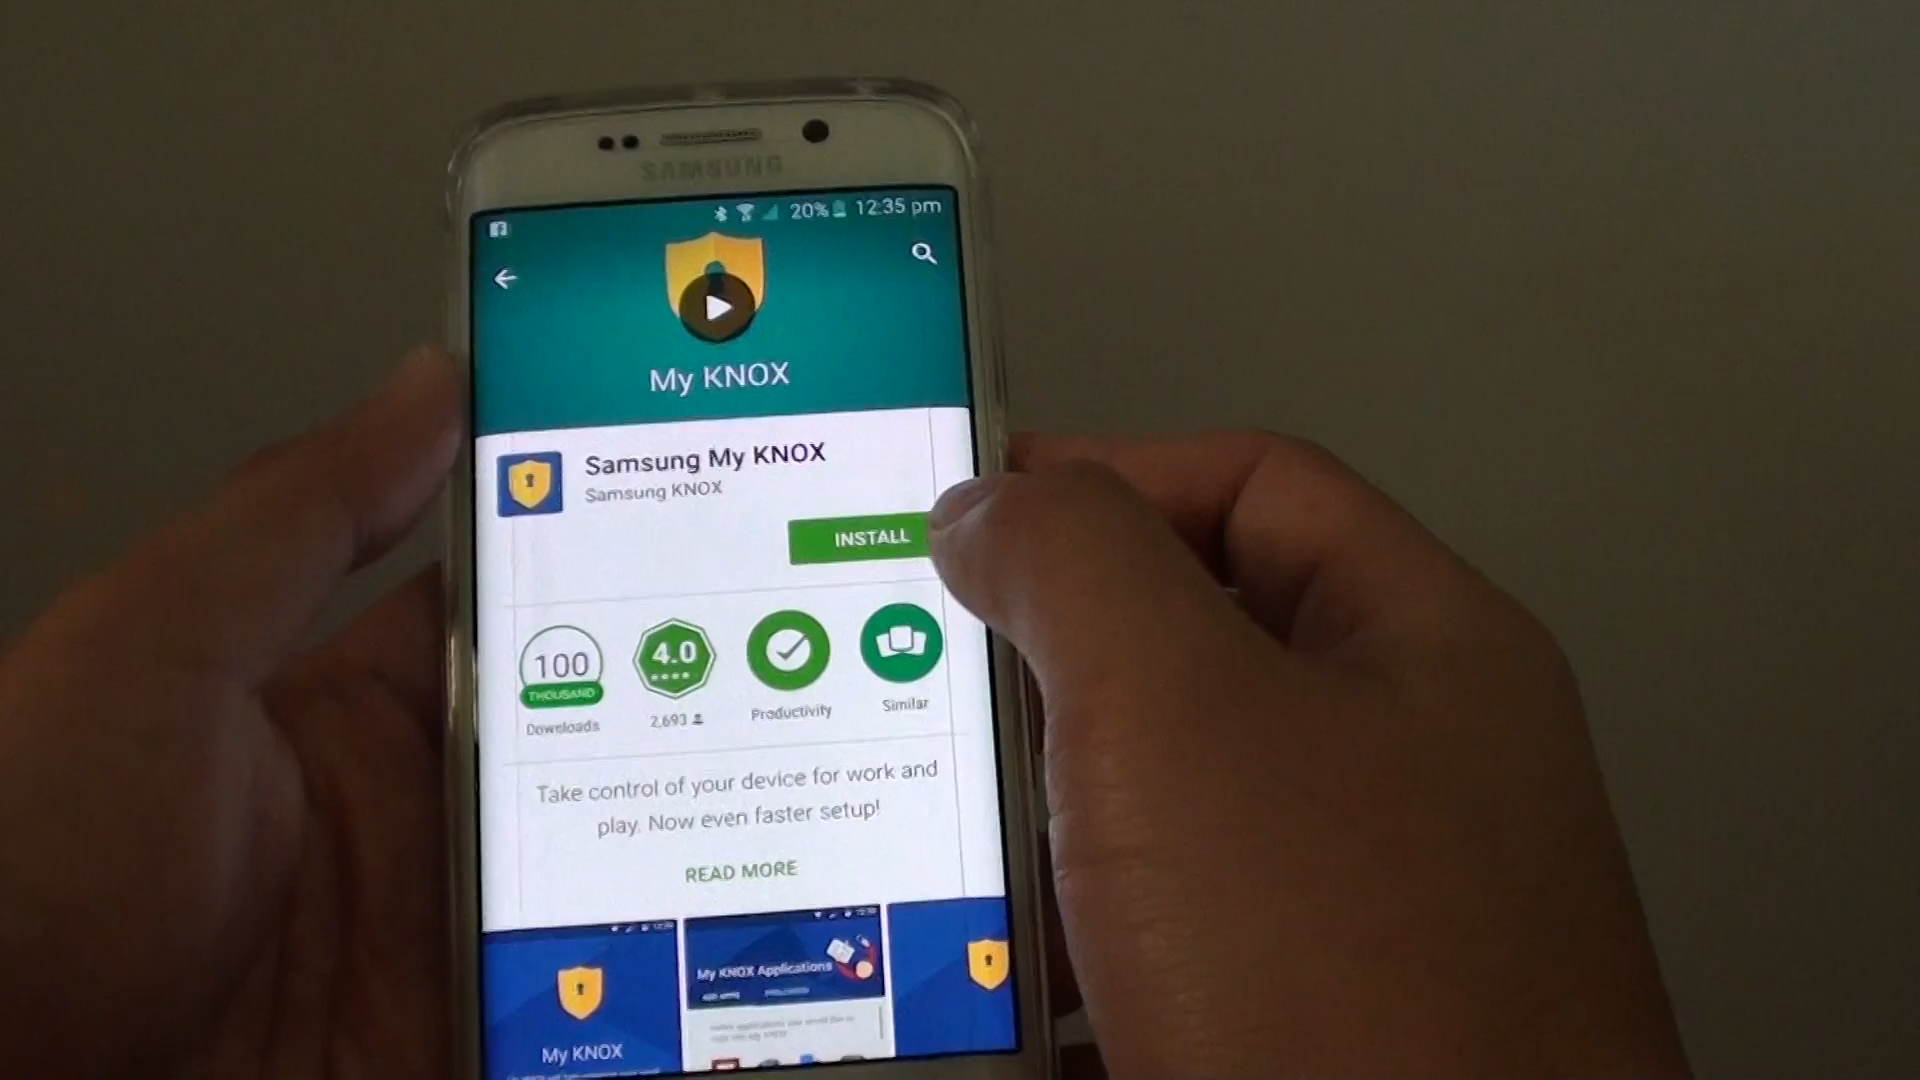 SAMSUNG
20% 12:35 pm
My KNOX
Samsung My KNOX
Samsung KNOX
INSTALL
100
THOUSAND
Downloads
4.0
2,693
Productivity
Similar
Take control of your device for work and
play. Now even faster setup!
READ MORE
My KNOX
My KNOX Applications